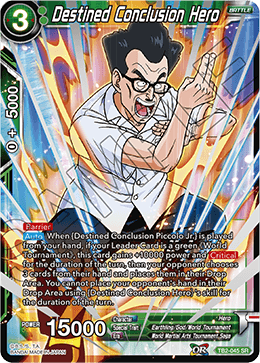 3
Destined Conclusion Hero
BATTLE
0 + 5000
Barrier
Auto When {Destined Conclusion Piccolo Jr.} is played
from your hand, if your Leader Card is a green 《World
Tournament》, this card gains +10000 power and Critical
for the duration of the turn, then your opponent chooses
3 cards from their hand and places them in their Drop
Area. You cannot place your opponent's hand in their
Drop Area using {Destined Conclusion Hero}'s skill for
the duration of the turn.
POWER 15000
Character Hero
Special Trait Earthling/God/World Tournament
Era World Martial Arts Tournament Saga
BANDAI MADE IN JAPAN
TB2-045 SR